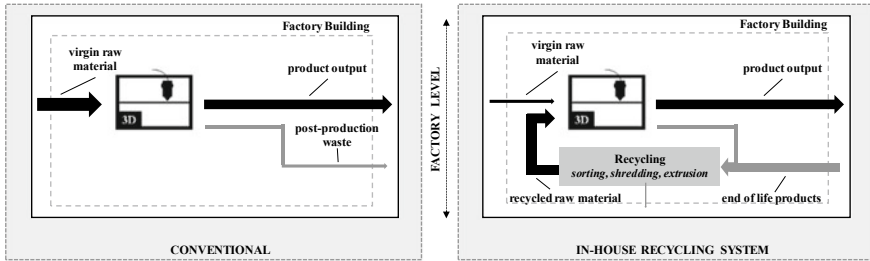 Factory Building
virgin raw
material
product output
3D
post-production
waste
CONVENTIONAL
FACTORY LEVEL
Factory Building
virgin raw
material
product output
3D
Recycling
sorting, shredding, extrusion
recycled raw material
end of life products
IN-HOUSE RECYCLING SYSTEM